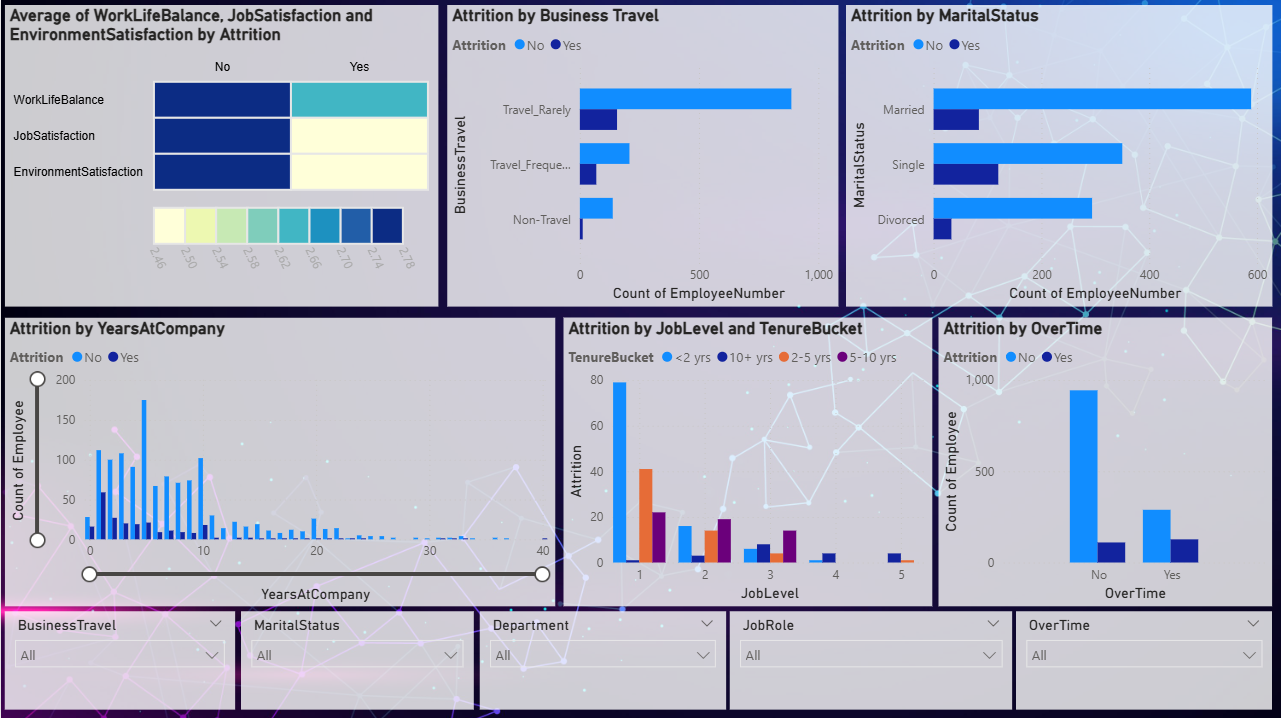 Average of WorkLifeBalance, JobSatisfaction and
EnvironmentSatisfaction by Attrition
No Yes
WorkLifeBalance
JobSatisfaction
EnvironmentSatisfaction
2.46 2.50 2.54 2.58 2.62 2.66 2.70 2.74 2.78
Attrition by Business Travel
Attrition No Yes
BusinessTravel
Travel_Rarely
Travel_Freque...
Non-Travel
0 500 1,000
Count of EmployeeNumber
Attrition by MaritalStatus
Attrition No Yes
MaritalStatus
Married
Single
Divorced
0 200 400 600
Count of EmployeeNumber
Attrition by YearsAtCompany
Attrition No Yes
Count of Employee
200
150
100
50
0
0 10 20 30 40
YearsAtCompany
Attrition by JobLevel and TenureBucket
TenureBucket <2 yrs 10+ yrs 2-5 yrs 5-10 yrs
Attrition
80
60
40
20
0
1 2 3 4 5
JobLevel
Attrition by OverTime
Attrition No Yes
Count of Employee
1,000
500
0
No Yes
OverTime
BusinessTravel
All
MaritalStatus
All
Department
All
JobRole
All
OverTime
All